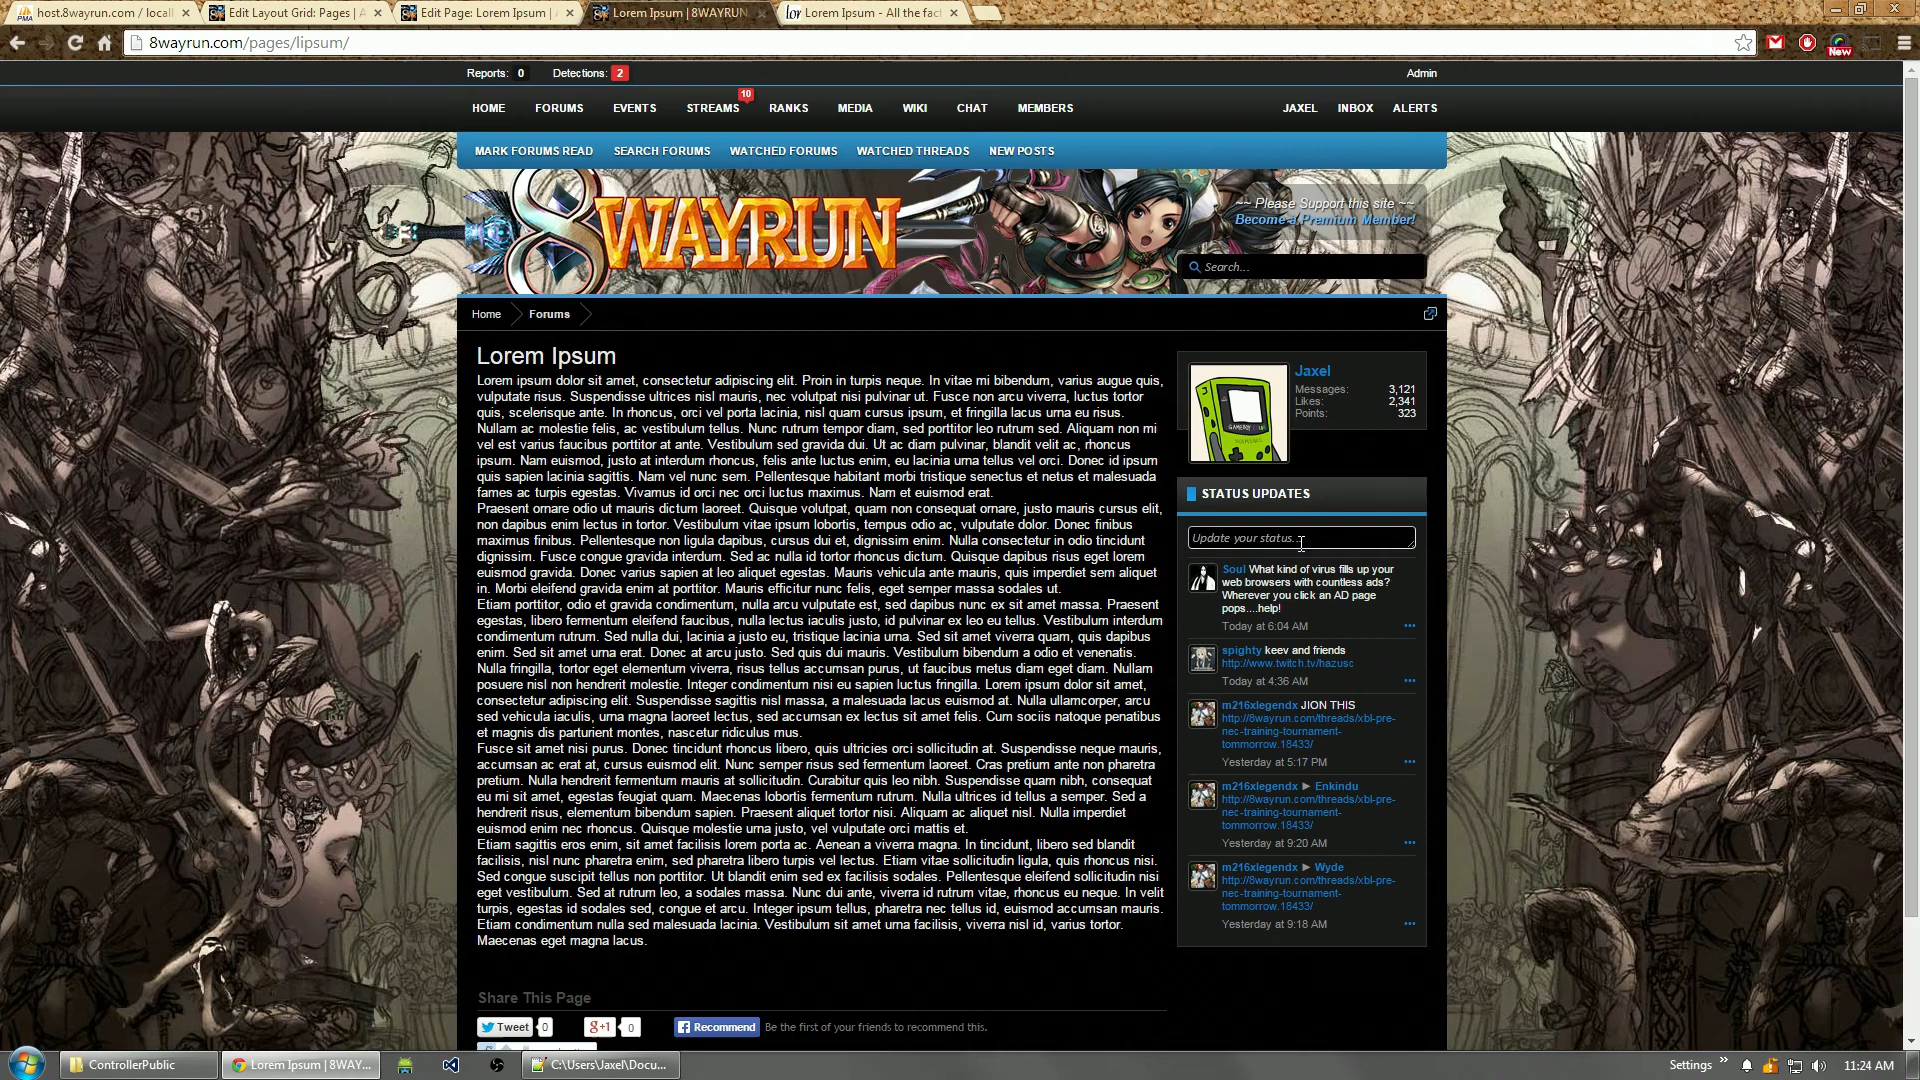 host.8wayrun.com / locall
Edit Layout Grid: Pages | A
Edit Page: Lorem Ipsum | A
Lorem Ipsum | 8WAYRUN
Lorem Ipsum - All the fact
8wayrun.com/pages/lipsum/
New
Reports: 0 Detections: 2
Admin
HOME FORUMS EVENTS STREAMS 10 RANKS MEDIA WIKI CHAT MEMBERS
JAXEL INBOX ALERTS
MARK FORUMS READ SEARCH FORUMS WATCHED FORUMS WATCHED THREADS NEW POSTS
8WAYRUN
~~ Please Support this site ~~
Become a Premium Member!
Search...
Home Forums
Lorem Ipsum
Lorem ipsum dolor sit amet, consectetur adipiscing elit. Proin in turpis neque. In vitae mi bibendum, varius augue quis,
vulputate risus. Suspendisse ultrices nisl mauris, nec volutpat nisi pulvinar ut. Fusce non arcu viverra, luctus tortor
quis, scelerisque ante. In rhoncus, orci vel porta lacinia, nisl quam cursus ipsum, et fringilla lacus urna eu risus.
Nullam ac molestie felis, ac vestibulum tellus. Nunc rutrum tempor diam, sed porttitor leo rutrum sed. Aliquam non mi
vel est varius faucibus porttitor at ante. Vestibulum sed gravida dui. Ut ac diam pulvinar, blandit velit ac, rhoncus
ipsum. Nam euismod, justo at interdum rhoncus, felis ante luctus enim, eu lacinia urna tellus vel orci. Donec id ipsum
quis sapien lacinia sagittis. Nam vel nunc sem. Pellentesque habitant morbi tristique senectus et netus et malesuada
fames ac turpis egestas. Vivamus id orci nec orci luctus maximus. Nam et euismod erat.
Praesent ornare odio ut mauris dictum laoreet. Quisque volutpat, quam non consequat ornare, justo mauris cursus elit,
non dapibus enim lectus in tortor. Vestibulum vitae ipsum lobortis, tempus odio ac, vulputate dolor. Donec finibus
maximus finibus. Pellentesque non ligula dapibus, cursus dui et, dignissim enim. Nulla consectetur in odio tincidunt
dignissim. Fusce congue gravida interdum. Sed ac nulla id tortor rhoncus dictum. Quisque dapibus risus eget lorem
euismod gravida. Donec varius sapien at leo aliquet egestas. Mauris vehicula ante mauris, quis imperdiet sem aliquet
in. Morbi eleifend gravida enim at porttitor. Mauris efficitur nunc felis, eget semper massa sodales ut.
Etiam porttitor, odio et gravida condimentum, nulla arcu vulputate est, sed dapibus nunc ex sit amet massa. Praesent
egestas, libero fermentum eleifend faucibus, nulla lectus iaculis justo, id pulvinar ex leo eu tellus. Vestibulum interdum
condimentum rutrum. Sed nulla dui, lacinia a justo eu, tristique lacinia urna. Sed sit amet viverra quam, quis dapibus
enim. Sed sit amet urna erat. Donec at arcu justo. Sed quis dui mauris. Vestibulum bibendum a odio et venenatis.
Nulla fringilla, tortor eget elementum viverra, risus tellus accumsan purus, ut faucibus metus diam eget diam. Nullam
posuere nisl non hendrerit molestie. Integer condimentum nisi eu sapien luctus fringilla. Lorem ipsum dolor sit amet,
consectetur adipiscing elit. Suspendisse sagittis nisl massa, a malesuada lacus euismod at. Nulla ullamcorper, arcu
sed vehicula iaculis, urna magna laoreet lectus, sed accumsan ex lectus sit amet felis. Cum sociis natoque penatibus
et magnis dis parturient montes, nascetur ridiculus mus.
Fusce sit amet nisi purus. Donec tincidunt rhoncus libero, quis ultricies orci sollicitudin at. Suspendisse neque mauris,
accumsan ac erat at, cursus euismod elit. Nunc semper risus sed fermentum laoreet. Cras pretium ante non pharetra
pretium. Nulla hendrerit fermentum mauris at sollicitudin. Curabitur quis leo nibh. Suspendisse quam nibh, consequat
eu mi sit amet, egestas feugiat quam. Maecenas lobortis fermentum rutrum. Nulla ultrices id tellus a semper. Sed a
hendrerit risus, elementum bibendum sapien. Praesent aliquet tortor nisi. Aliquam ac aliquet nisl. Nulla imperdiet
euismod enim nec rhoncus. Quisque molestie urna justo, vel vulputate orci mattis et.
Etiam sagittis eros enim, sit amet facilisis lorem porta ac. Aenean a viverra magna. In tincidunt, libero sed blandit
facilisis, nisl nunc pharetra enim, sed pharetra libero turpis vel lectus. Etiam vitae sollicitudin ligula, quis rhoncus nisi.
Sed congue suscipit tellus non porttitor. Ut blandit enim sed ex facilisis sodales. Pellentesque eleifend sollicitudin nisi
eget vestibulum. Sed at rutrum leo, a sodales massa. Nunc dui ante, viverra id rutrum vitae, rhoncus eu neque. In velit
turpis, egestas id sodales sed, congue et arcu. Integer ipsum tellus, pharetra nec tellus id, euismod accumsan mauris.
Etiam condimentum nulla sed malesuada lacinia. Vestibulum sit amet urna facilisis, viverra nisl id, varius tortor.
Maecenas eget magna lacus.
Share This Page
Tweet 0 g+1 0 Recommend Be the first of your friends to recommend this.
Jaxel
Messages: 3,121
Likes: 2,341
Points: 323
GAMEBOY
STATUS UPDATES
Update your status...
Soul What kind of virus fills up your
web browsers with countless ads?
Wherever you click an AD page
pops....help!
Today at 6:04 AM
spighty keev and friends
http://www.twitch.tv/hazusc
Today at 4:36 AM
m216xlegendx JION THIS
http://8wayrun.com/threads/xbl-pre-
nec-training-tournament-
tommorrow.18433/
Yesterday at 5:17 PM
m216xlegendx ► Enkindu
http://8wayrun.com/threads/xbl-pre-
nec-training-tournament-
tommorrow.18433/
Yesterday at 9:20 AM
m216xlegendx ► Wyde
http://8wayrun.com/threads/xbl-pre-
nec-training-tournament-
tommorrow.18433/
Yesterday at 9:18 AM
ControllerPublic
Lorem Ipsum | 8WAY...
C:\Users\Jaxel\Docu...
Settings
11:24 AM